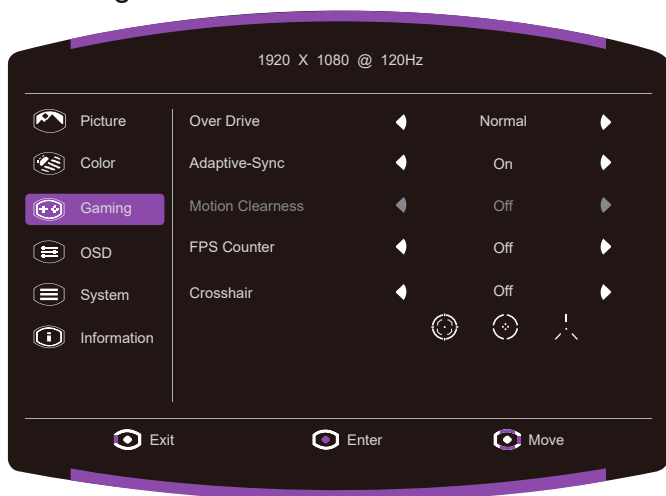 1920 X 1080 @ 120Hz
Picture
Over Drive Normal
Color
Adaptive-Sync On
Gaming
Motion Clearness Off
OSD
FPS Counter Off
System
Crosshair Off
Information
Exit Enter Move